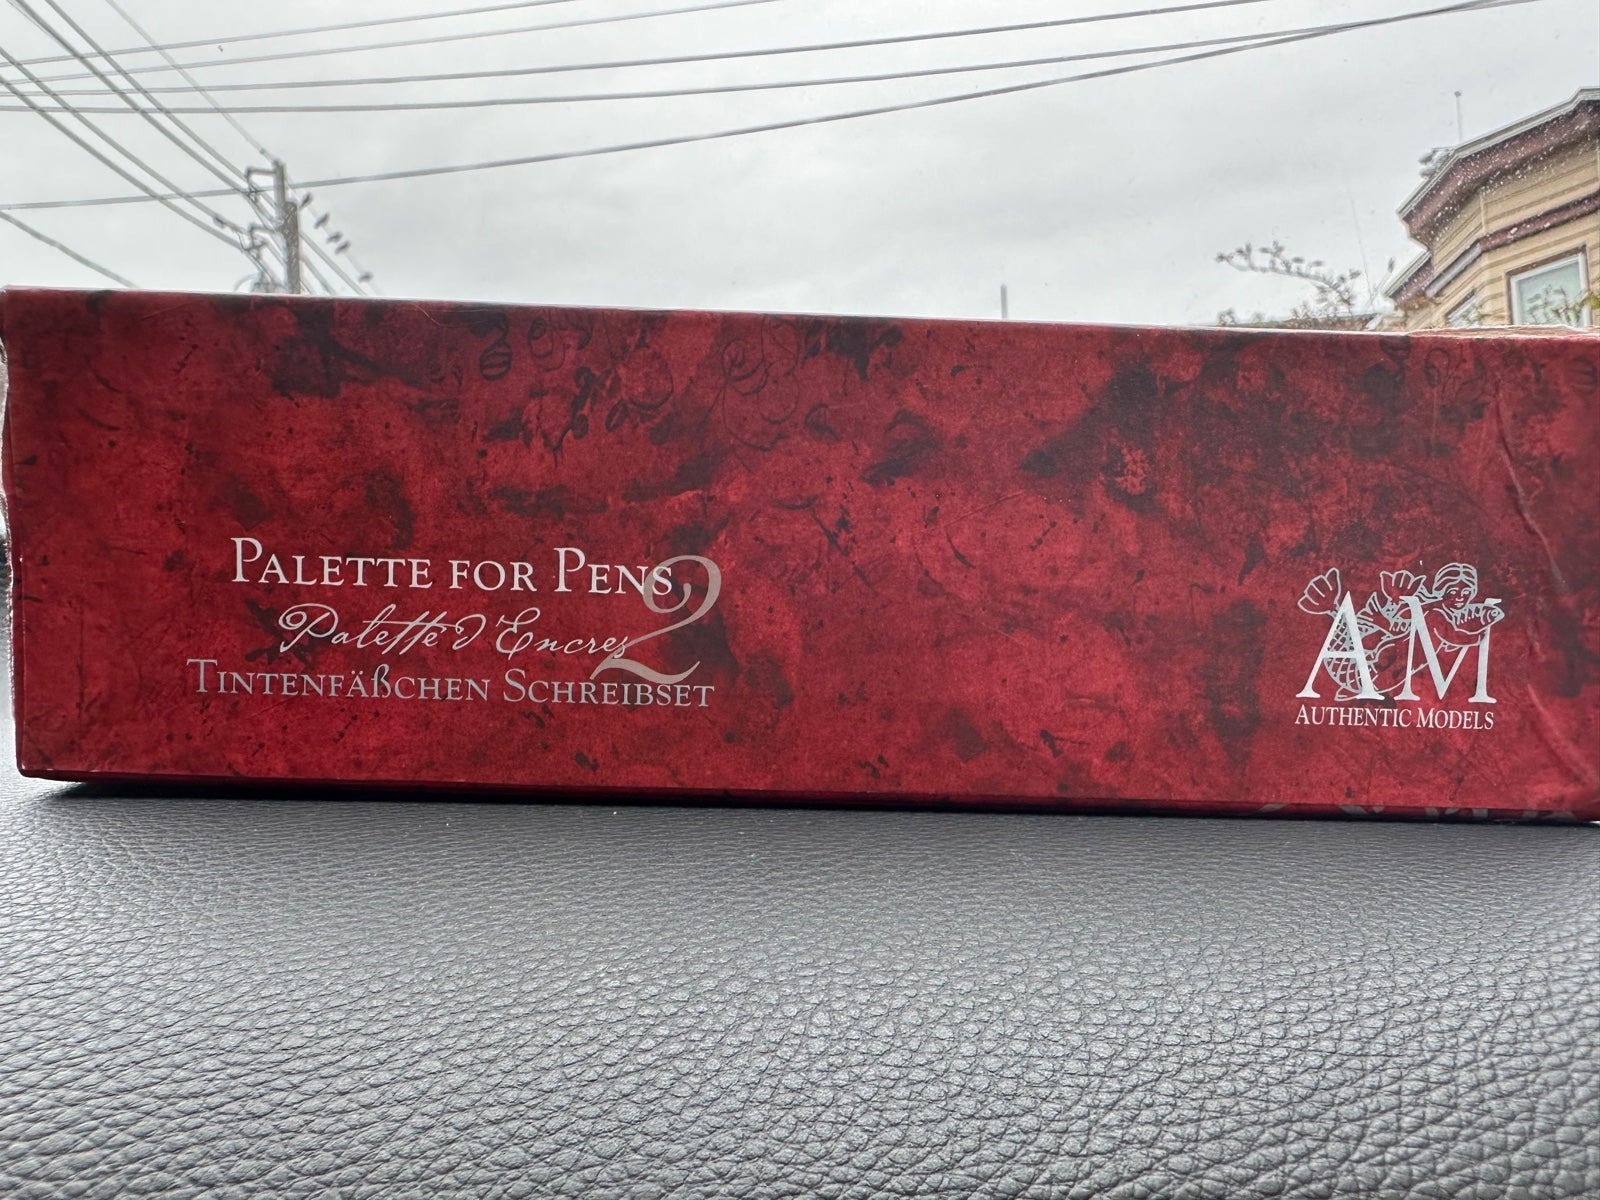 PALETTE FOR PENS
2
Palette d'Encres
TINTENFÄßCHEN SCHREIBSET
AM
AUTHENTIC MODELS